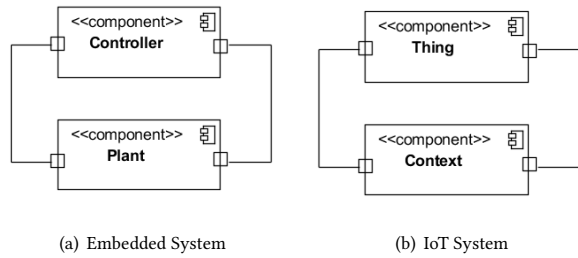 <<component>>
Controller
<<component>>
Plant
(a) Embedded System
<<component>>
Thing
<<component>>
Context
(b) IoT System